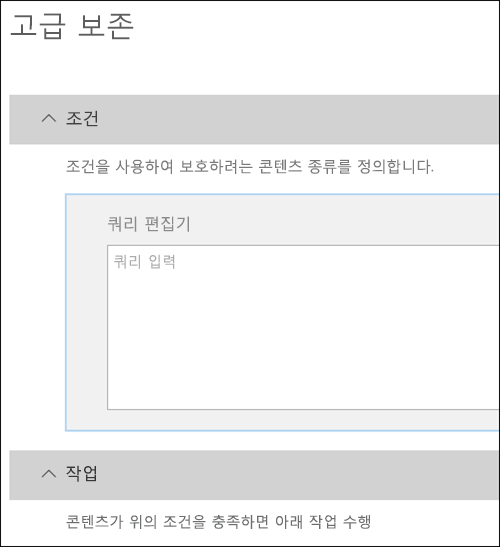 고급 보존
조건
조건을 사용하여 보호하려는 콘텐츠 종류를 정의합니다.
쿼리 편집기
쿼리 입력
작업
콘텐츠가 위의 조건을 충족하면 아래 작업 수행